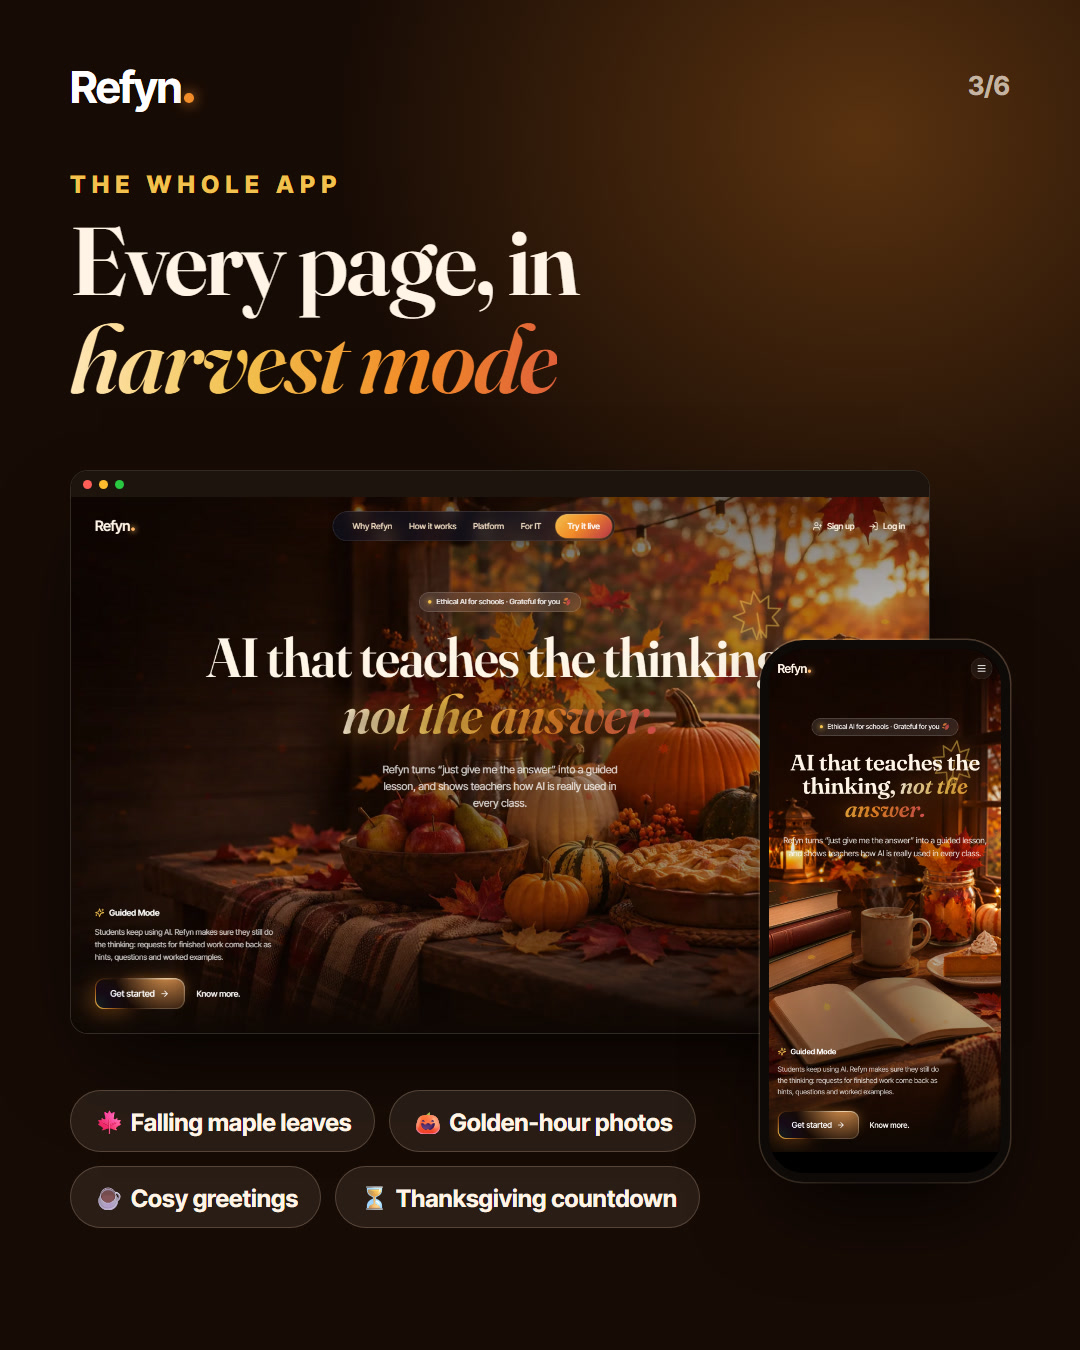 Refyn.
3/6
THE WHOLE APP
Every page, in
harvest mode
Refyn.
Why Refyn
How it works
Platform
For IT
Try it live
Sign up
Log in
Ethical AI for schools · Grateful for you
AI that teaches the thinking,
not the answer.
Refyn turns “just give me the answer” into a guided
lesson, and shows teachers how AI is really used in
every class.
Guided Mode
Students keep using AI. Refyn makes sure they still do
the thinking: requests for finished work come back as
hints, questions and worked examples.
Get started →
Know more.
Refyn.
Ethical AI for schools · Grateful for you
AI that teaches the
thinking, not the
answer.
Refyn turns “just give me the answer” into a guided lesson,
and shows teachers how AI is really used in every class.
Guided Mode
Students keep using AI. Refyn makes sure they still do
the thinking: requests for finished work come back as
hints, questions and worked examples.
Get started →
Know more.
Falling maple leaves
Golden-hour photos
Cosy greetings
Thanksgiving countdown